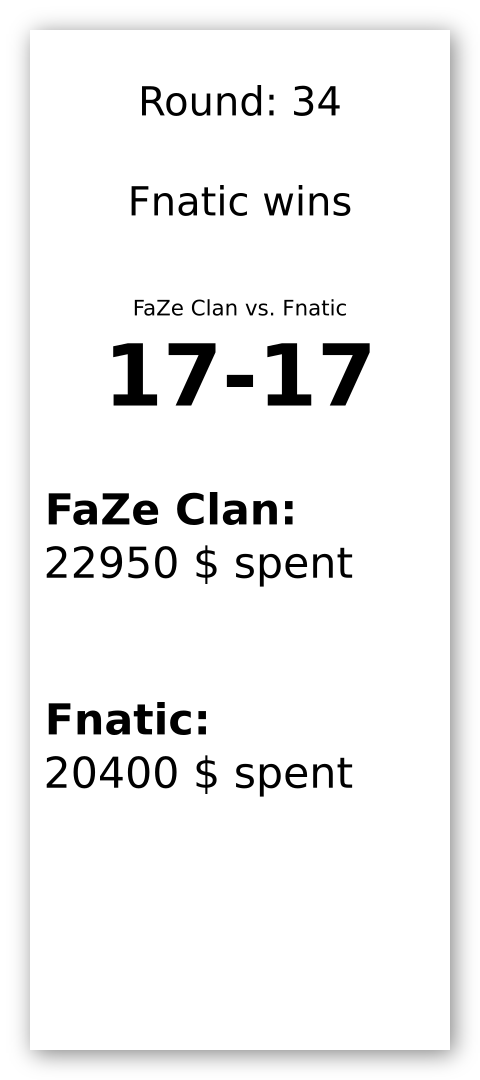 Round: 34
Fnatic wins
FaZe Clan vs. Fnatic
17-17
FaZe Clan:
22950 $ spent
Fnatic:
20400 $ spent